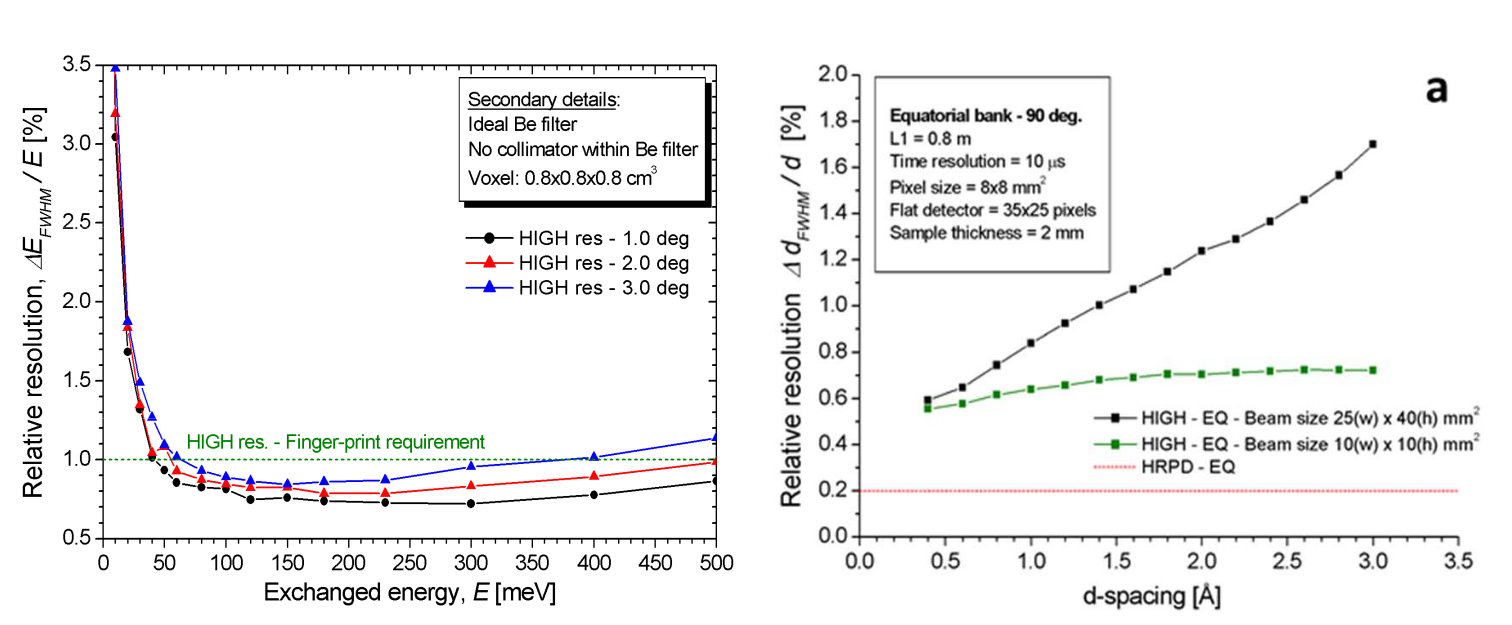 3.5
3.0
2.5
2.0
1.5
1.0
0.5
Relative resolution, ΔE_FWHM / E [%]
Secondary details:
Ideal Be filter
No collimator within Be filter
Voxel: 0.8x0.8x0.8 cm³
HIGH res - 1.0 deg
HIGH res - 2.0 deg
HIGH res - 3.0 deg
HIGH res. - Finger-print requirement
0 50 100 150 200 250 300 350 400 450 500
Exchanged energy, E [meV]
a
2.0
1.8
1.6
1.4
1.2
1.0
0.8
0.6
0.4
0.2
0.0
Relative resolution Δ d_FWHM / d [%]
Equatorial bank - 90 deg.
L1 = 0.8 m
Time resolution = 10 μs
Pixel size = 8x8 mm²
Flat detector = 35x25 pixels
Sample thickness = 2 mm
HIGH - EQ - Beam size 25(w) x 40(h) mm²
HIGH - EQ - Beam size 10(w) x 10(h) mm²
HRPD - EQ
0.0 0.5 1.0 1.5 2.0 2.5 3.0 3.5
d-spacing [Å]